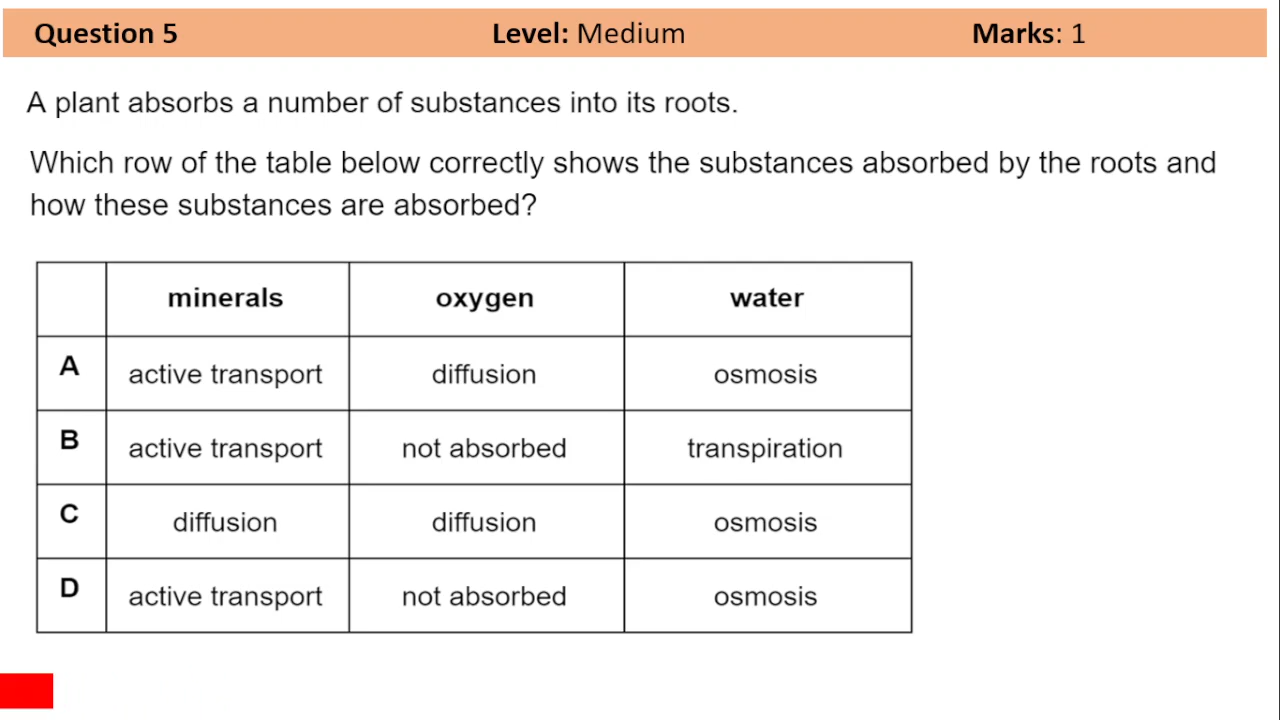 Question 5 Level: Medium Marks: 1
A plant absorbs a number of substances into its roots.
Which row of the table below correctly shows the substances absorbed by the roots and
how these substances are absorbed?
minerals oxygen water
A active transport diffusion osmosis
B active transport not absorbed transpiration
C diffusion diffusion osmosis
D active transport not absorbed osmosis